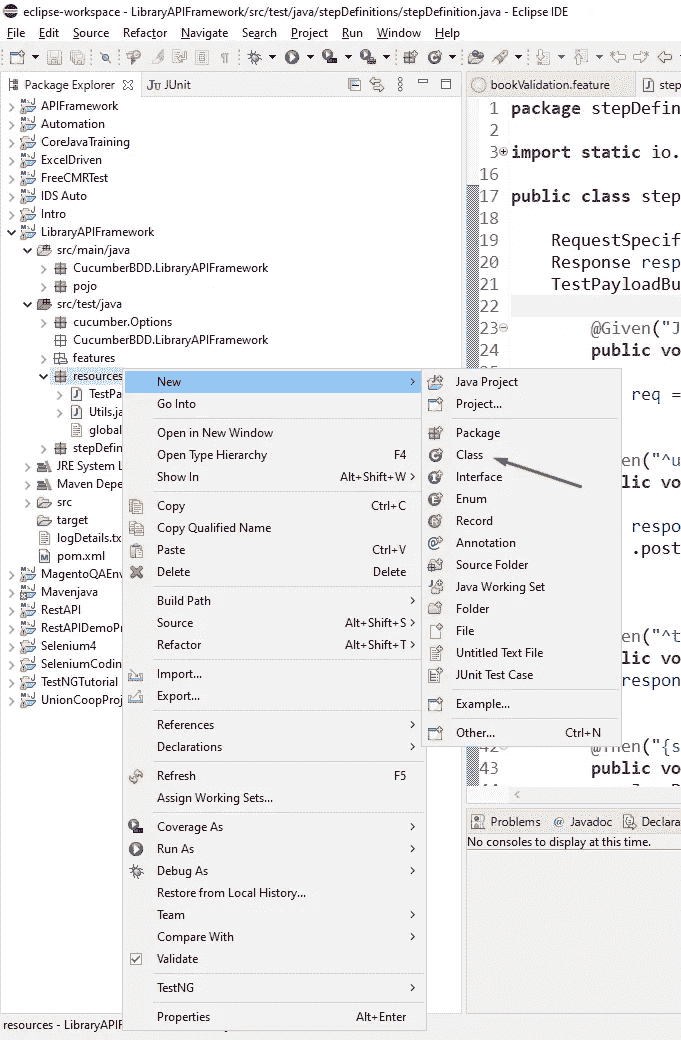 eclipse-workspace - LibraryAPIFramework/src/test/java/stepDefinitions/stepDefinition.java - Eclipse IDE
File Edit Source Refactor Navigate Search Project Run Window Help
Package Explorer JUnit
APIFramework
Automation
CoreJavaTraining
ExcelDriven
FreeCMRTest
IDS Auto
Intro
LibraryAPIFramework
src/main/java
CucumberBDD.LibraryAPIFramework
pojo
src/test/java
cucumber.Options
CucumberBDD.LibraryAPIFramework
features
resources
TestPa
Utils.ja
global
stepDefin
JRE System L
Maven Depe
src
target
logDetails.tx
pom.xml
MagentoQAEnv
Mavenjava
RestAPI
RestAPIDemoPr
Selenium4
SeleniumCodin
TestNGTutorial
UnionCoopProj
New
Go Into
Open in New Window
Open Type Hierarchy F4
Show In Alt+Shift+W
Copy Ctrl+C
Copy Qualified Name
Paste Ctrl+V
Delete Delete
Build Path
Source Alt+Shift+S
Refactor Alt+Shift+T
Import...
Export...
References
Declarations
Refresh F5
Assign Working Sets...
Coverage As
Run As
Debug As
Restore from Local History...
Team
Compare With
Validate
TestNG
Properties Alt+Enter
Java Project
Project...
Package
Class
Interface
Enum
Record
Annotation
Source Folder
Java Working Set
Folder
File
Untitled Text File
JUnit Test Case
Example...
Other... Ctrl+N
bookValidation.feature step
1 package stepDefin
2
3 import static io.
16
17 public class step
18
19 RequestSpecif
20 Response resp
21 TestPayloadBu
22
23 @Given("J
24 public vo
req =
en("^u
lic vo
respon
.post
en("^t
lic vo
respon
42
@Then("{s
43 public vo
Problems @ Javadoc Declara
No consoles to display at this time.
resources - LibraryAPIF